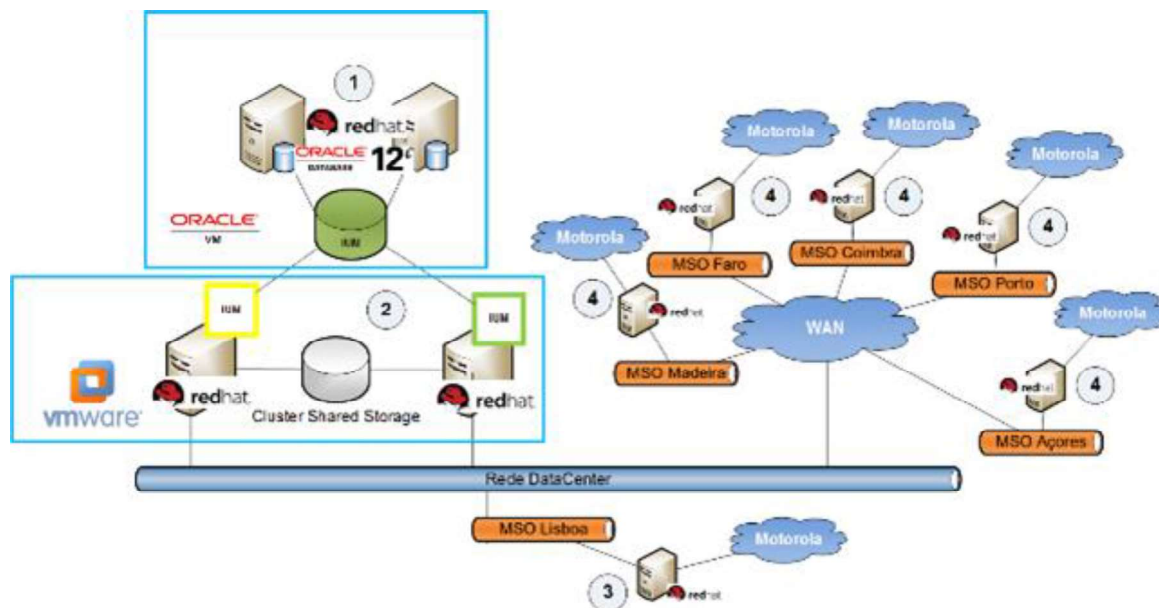 1
redhat
ORACLE
DATABASE
12c
ORACLE
VM
IUM
IUM
2
IUM
vmware
redhat
Cluster Shared Storage
redhat
Motorola
Motorola
Motorola
Motorola
4
redhat
4
redhat
4
redhat
MSO Faro
MSO Coimbra
MSO Porto
4
redhat
WAN
Motorola
MSO Madeira
redhat
4
MSO Açores
Rede DataCenter
MSO Lisboa
Motorola
3
redhat